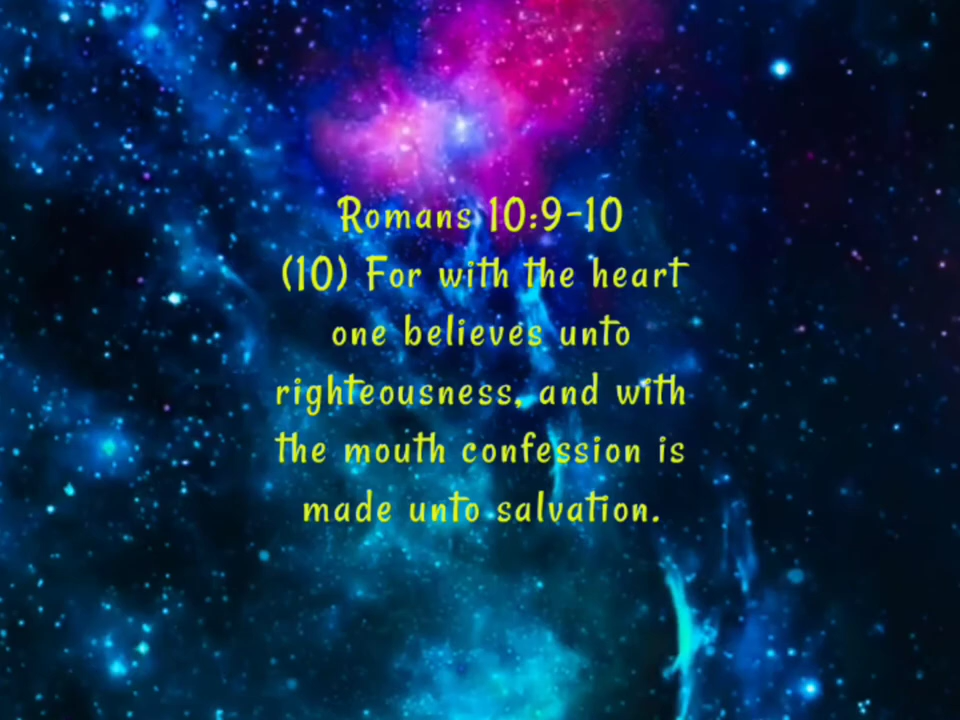 Romans 10:9-10
(10) For with the heart
one believes unto
righteousness, and with
the mouth confession is
made unto salvation.